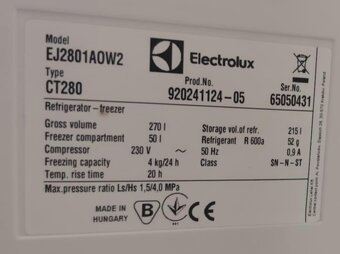 Model
EJ2801AOW2
Electrolux
Type
CT280
Prod.No.
920241124-05
Ser.No.
65050431
Refrigerator-freezer
Gross volume 270 l
Storage vol.of refr. 215 l
Freezer compartment 50 l
Refrigerant R 600a 52 g
Compressor 230 V ~ 50 Hz 0,9 A
Freezing capacity 4 kg/24 h
Class SN – N – ST
Temp. rise time 20 h
Max.pressure ratio Ls/Hs 1,5/4,0 MPa
MADE IN
HUNGARY
B